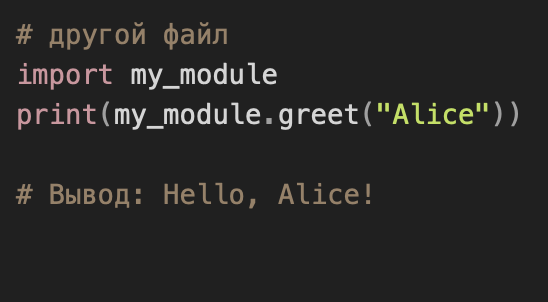 # другой файл
import my_module
print(my_module.greet("Alice"))
# Вывод: Hello, Alice!